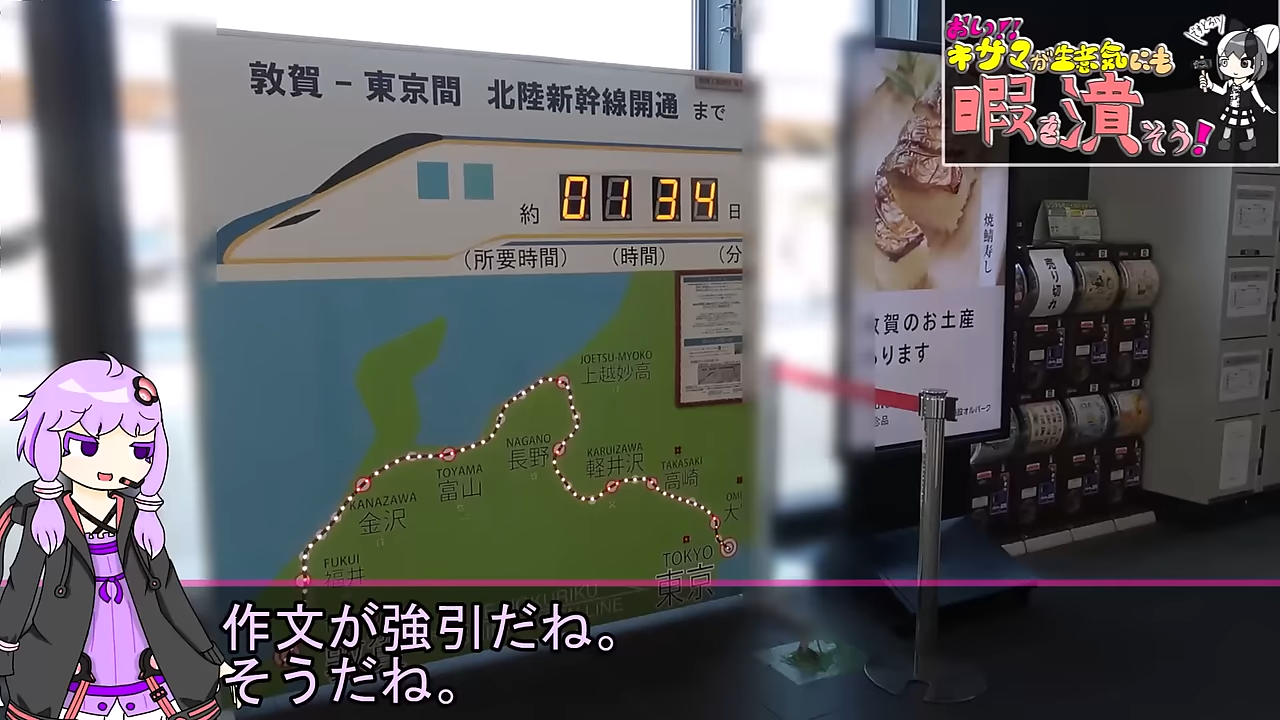 おいっ!!
キサマが生意気にも
暇を潰そう!
敦賀－東京間 北陸新幹線開通 まで
約 01 34 日
(所要時間) (時間) (分
焼鯖寿し
売り切れ
賀のお土産
ります
JOETSU-MYOKO
上越妙高
NAGANO
長野
KARUIZAWA
軽井沢
TAKASAKI
高崎
TOYAMA
富山
KANAZAWA
金沢
FUKUI
福井
TOKYO
東京
作文が強引だね。
そうだね。